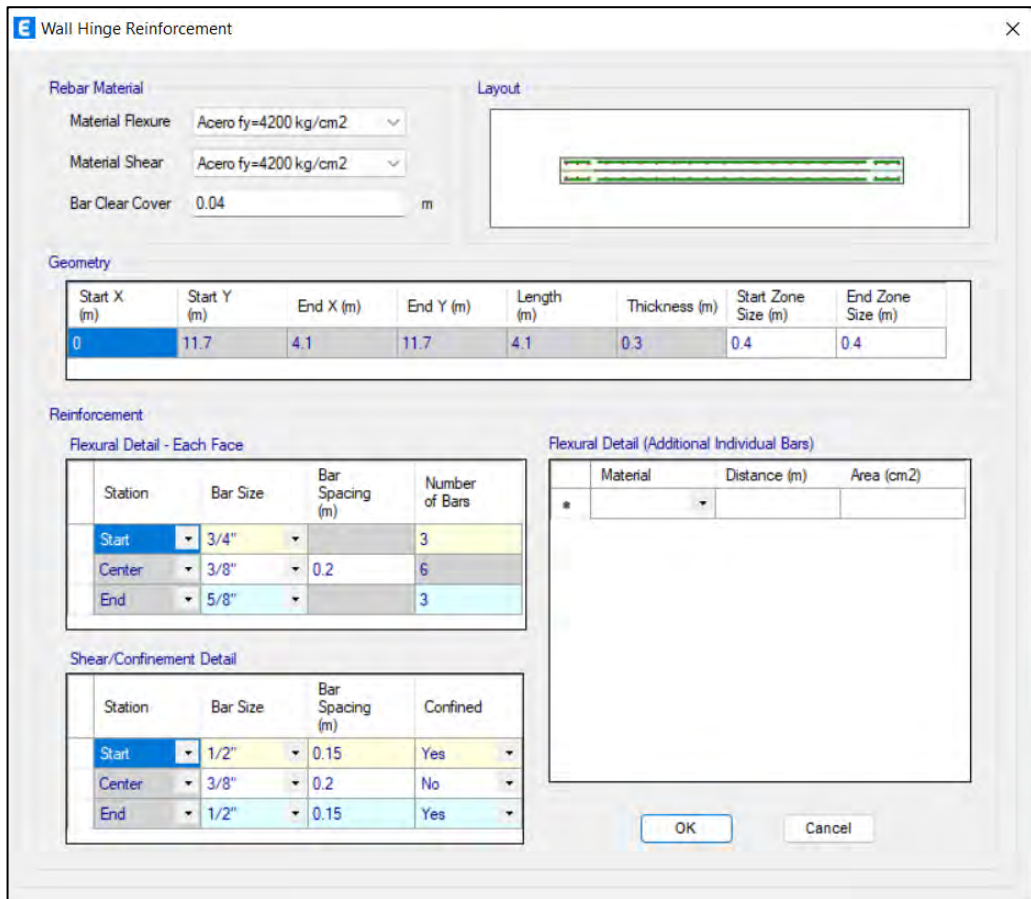 E Wall Hinge Reinforcement
Rebar Material
Material Flexure Acero fy=4200 kg/cm2
Material Shear Acero fy=4200 kg/cm2
Bar Clear Cover 0.04 m
Layout
Geometry
Start X (m) Start Y (m) End X (m) End Y (m) Length (m) Thickness (m) Start Zone Size (m) End Zone Size (m)
0 11.7 4.1 11.7 4.1 0.3 0.4 0.4
Reinforcement
Flexural Detail - Each Face
Station Bar Size Bar Spacing (m) Number of Bars
Start 3/4" 3
Center 3/8" 0.2 6
End 5/8" 3
Shear/Confinement Detail
Station Bar Size Bar Spacing (m) Confined
Start 1/2" 0.15 Yes
Center 3/8" 0.2 No
End 1/2" 0.15 Yes
Flexural Detail (Additional Individual Bars)
Material Distance (m) Area (cm2)
*
OK Cancel